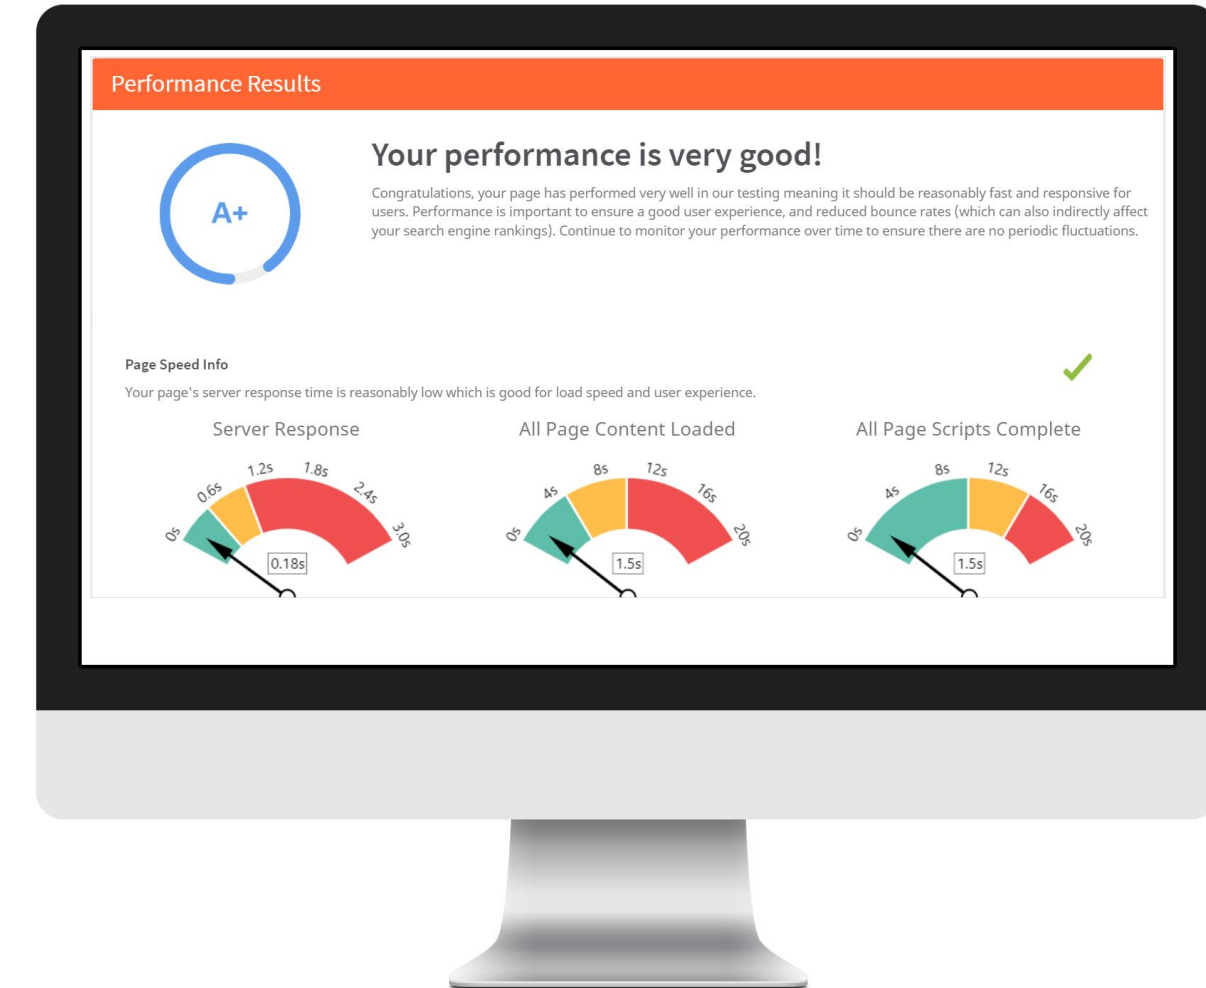 Performance Results
A+
Your performance is very good!
Congratulations, your page has performed very well in our testing meaning it should be reasonably fast and responsive for
users. Performance is important to ensure a good user experience, and reduced bounce rates (which can also indirectly affect
your search engine rankings). Continue to monitor your performance over time to ensure there are no periodic fluctuations.
Page Speed Info
Your page's server response time is reasonably low which is good for load speed and user experience.
Server Response
0s 0.6s 1.2s 1.8s 2.4s 3.0s
0.18s
All Page Content Loaded
0s 4s 8s 12s 16s 20s
1.5s
All Page Scripts Complete
0s 4s 8s 12s 16s 20s
1.5s